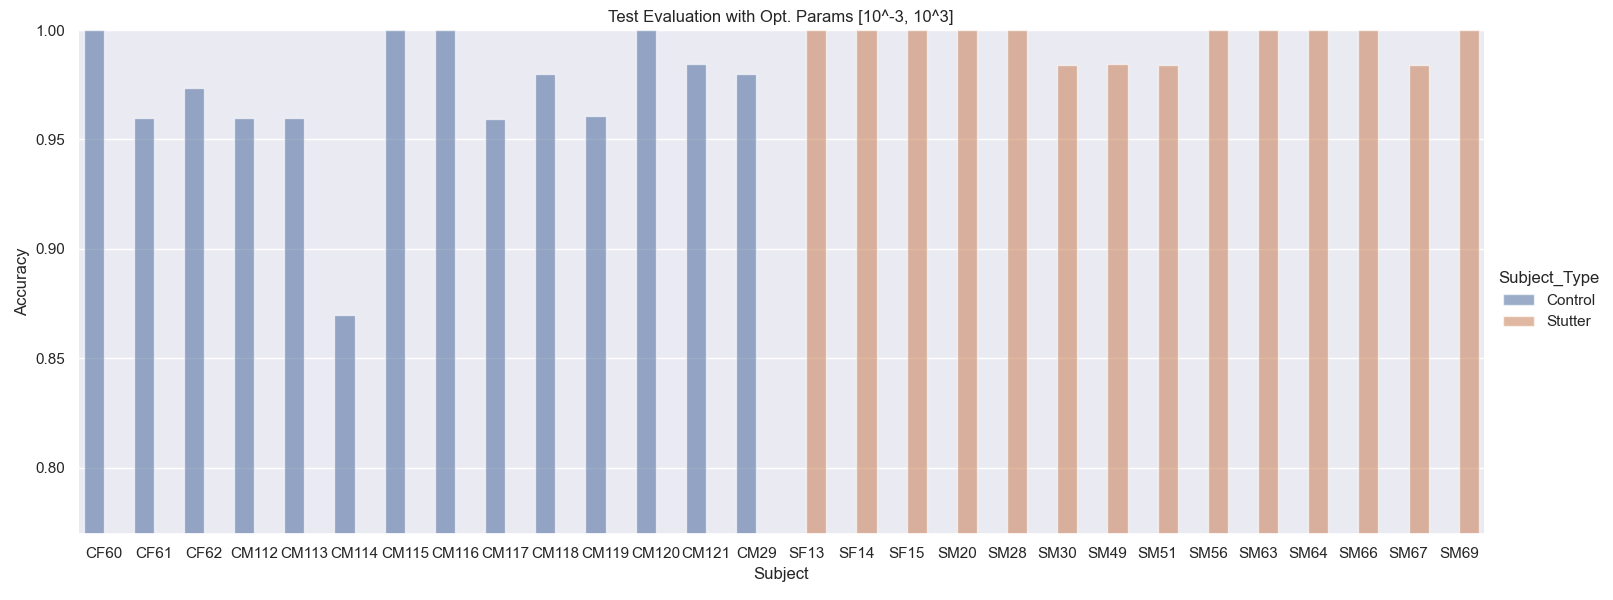 Test Evaluation with Opt. Params [10^-3, 10^3]
1.00
0.95
0.90
0.85
0.80
Accuracy
CF60 CF61 CF62 CM112 CM113 CM114 CM115 CM116 CM117 CM118 CM119 CM120 CM121 CM29 SF13 SF14 SF15 SM20 SM28 SM30 SM49 SM51 SM56 SM63 SM64 SM66 SM67 SM69
Subject
Subject_Type
Control
Stutter